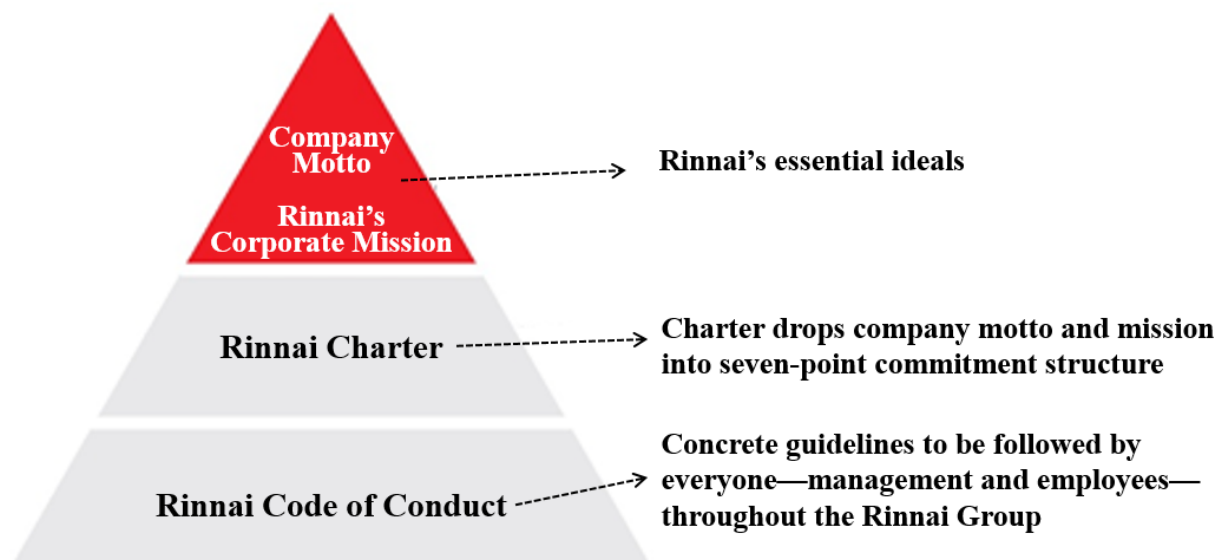 Company
Motto
Rinnai’s
Corporate Mission
Rinnai’s essential ideals
Rinnai Charter
Charter drops company motto and mission
into seven-point commitment structure
Rinnai Code of Conduct
Concrete guidelines to be followed by
everyone—management and employees—
throughout the Rinnai Group